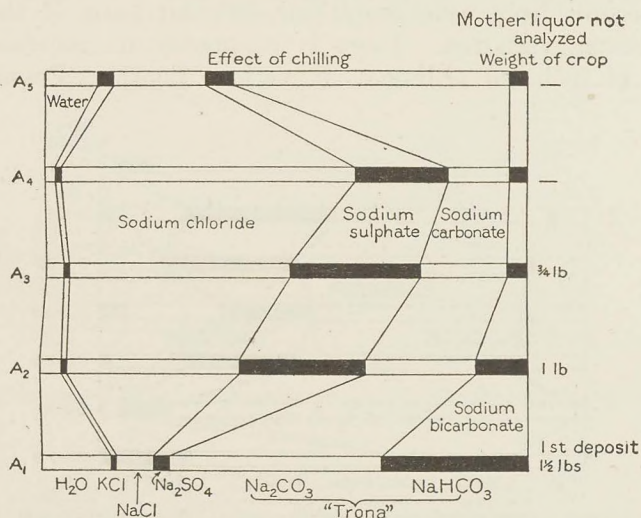 Mother liquor not
analyzed
Effect of chilling
Weight of crop
A5
Water
—
A4
—
Sodium chloride
Sodium
sulphate
Sodium
carbonate
A3
¾ lb
A2
1 lb
Sodium
bicarbonate
1st deposit
A1
1½ lbs
H2O KCl Na2SO4 Na2CO3 NaHCO3
NaCl
"Trona"